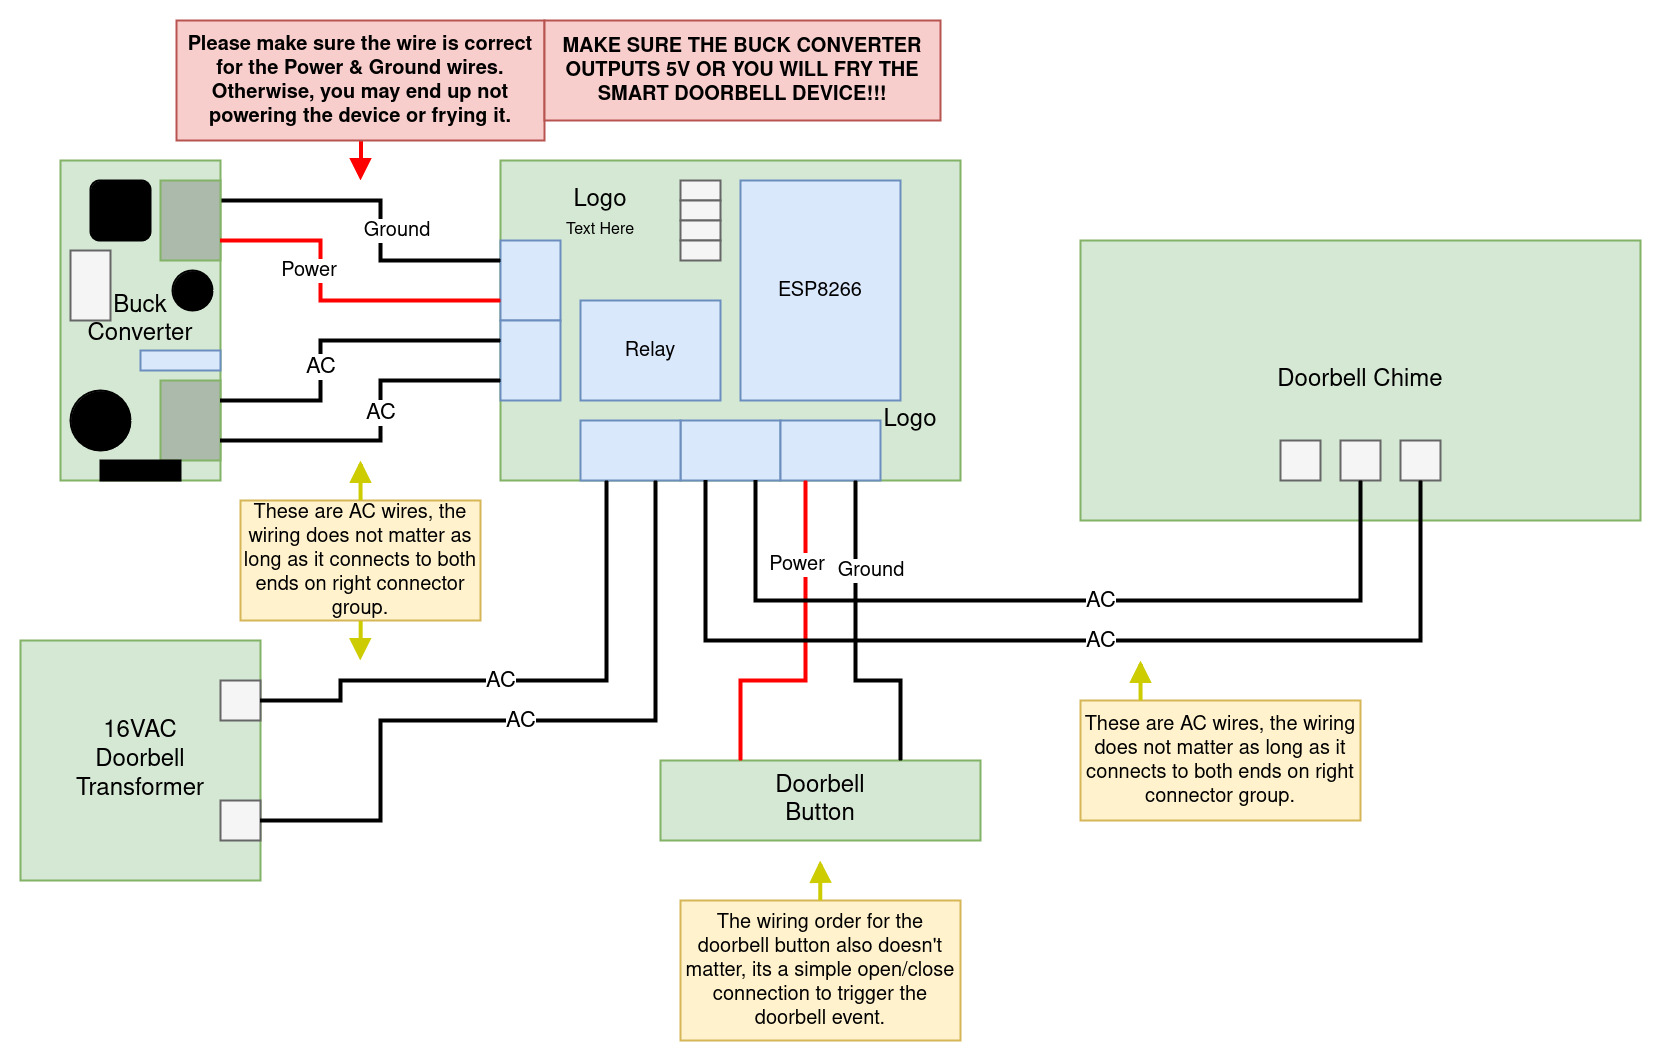 Please make sure the wire is correct
for the Power & Ground wires.
Otherwise, you may end up not
powering the device or frying it.
MAKE SURE THE BUCK CONVERTER
OUTPUTS 5V OR YOU WILL FRY THE
SMART DOORBELL DEVICE!!!
Logo
Text Here
Ground
Power
ESP8266
Buck
Converter
Relay
AC
AC
Doorbell Chime
Logo
These are AC wires, the
wiring does not matter as
long as it connects to both
ends on right connector
group.
Power
Ground
AC
AC
AC
AC
16VAC
Doorbell
Transformer
Doorbell
Button
These are AC wires, the wiring
does not matter as long as it
connects to both ends on right
connector group.
The wiring order for the
doorbell button also doesn't
matter, its a simple open/close
connection to trigger the
doorbell event.